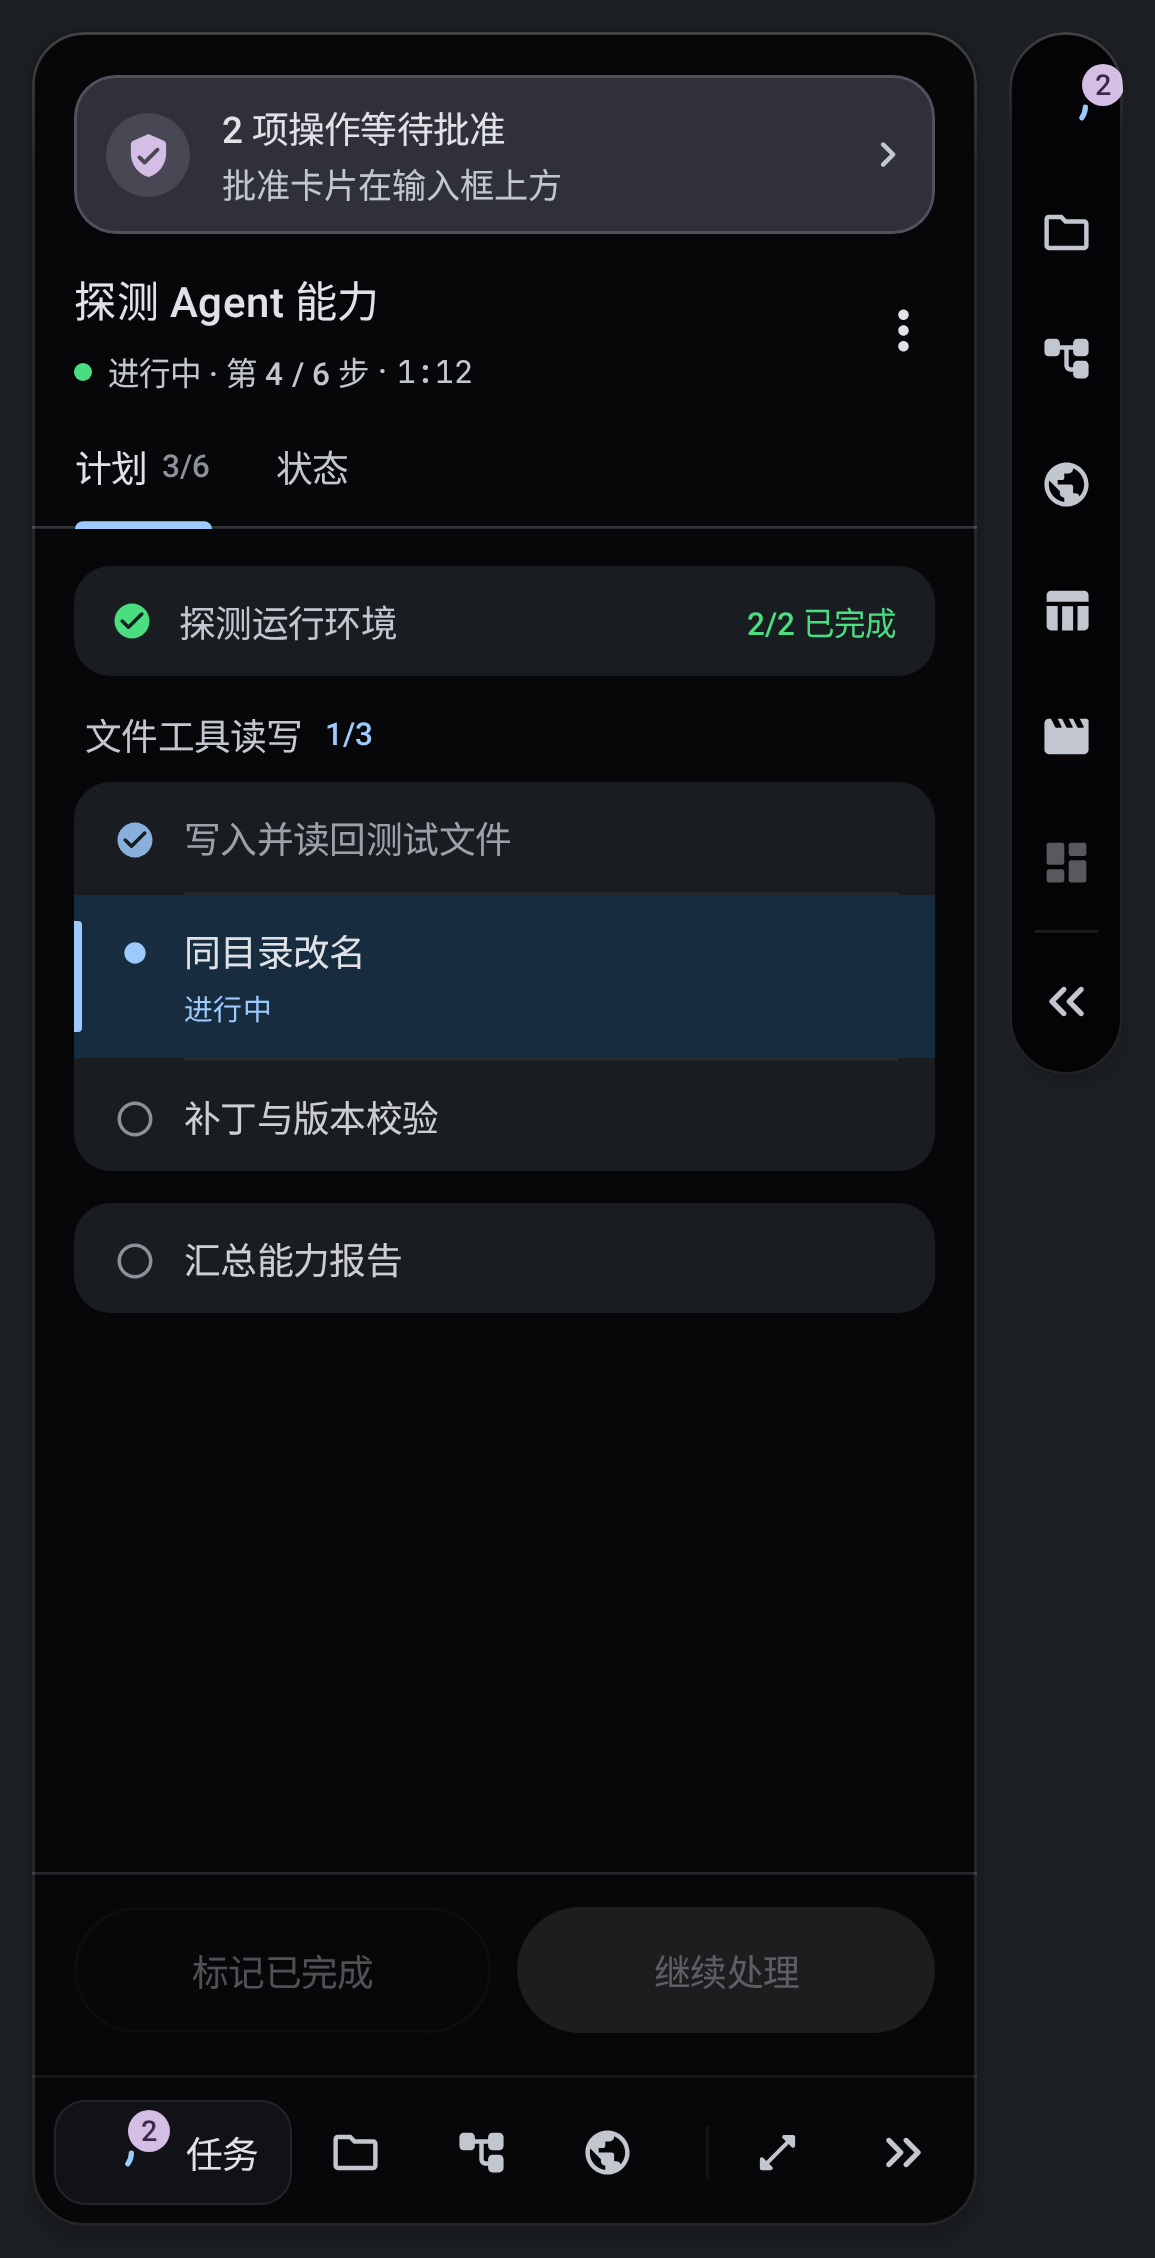 2 项操作等待批准
批准卡片在输入框上方
探测 Agent 能力
进行中 · 第 4 / 6 步 · 1:12
计划 3/6 状态
探测运行环境 2/2 已完成
文件工具读写 1/3
写入并读回测试文件
同目录改名
进行中
补丁与版本校验
汇总能力报告
标记已完成 继续处理
2 任务
2